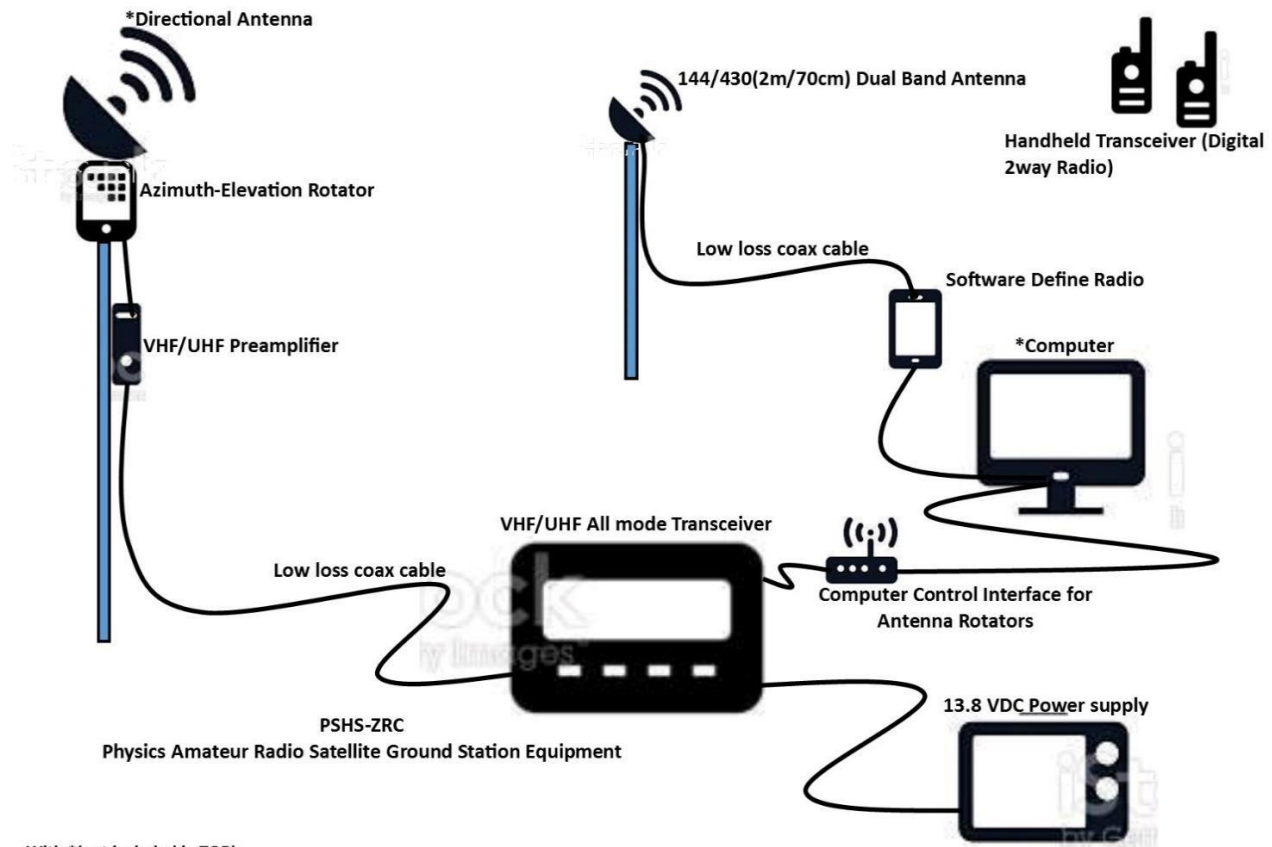 *Directional Antenna
144/430(2m/70cm) Dual Band Antenna
Handheld Transceiver (Digital
2way Radio)
Azimuth-Elevation Rotator
Low loss coax cable
Software Define Radio
VHF/UHF Preamplifier
*Computer
VHF/UHF All mode Transceiver
Low loss coax cable
Computer Control Interface for
Antenna Rotators
ock
y Images
13.8 VDC Power supply
PSHS-ZRC
Physics Amateur Radio Satellite Ground Station Equipment
iSt